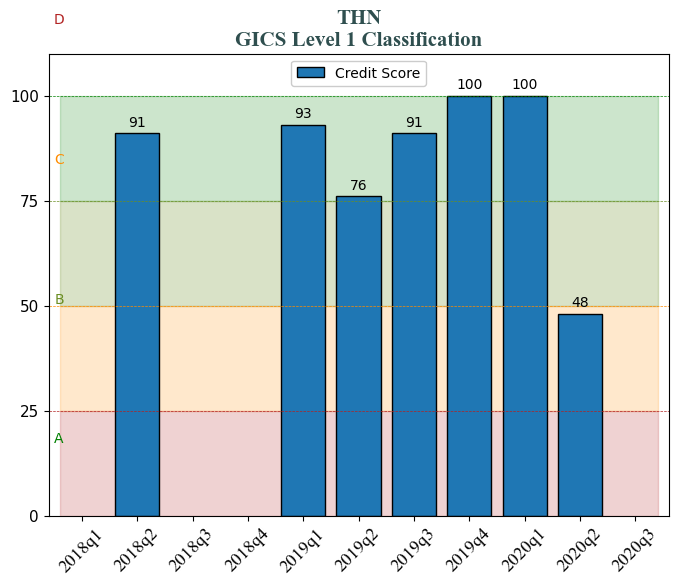 D
THN
GICS Level 1 Classification
Credit Score
100
75
50
25
0
C
B
A
91
93
76
91
100
100
48
2018q1
2018q2
2018q3
2018q4
2019q1
2019q2
2019q3
2019q4
2020q1
2020q2
2020q3